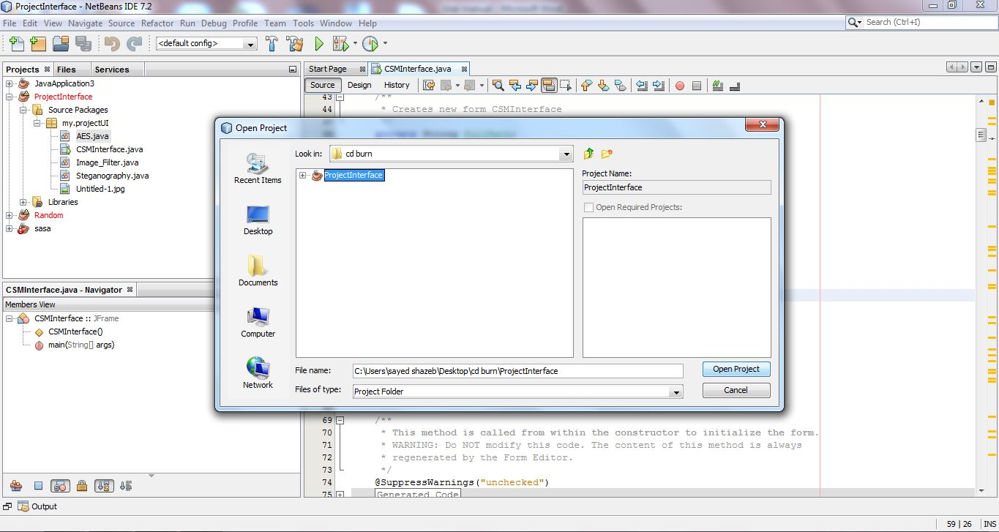 ProjectInterface - NetBeans IDE 7.2
File Edit View Navigate Source Refactor Run Debug Profile Team Tools Window Help
Search (Ctrl+I)
<default config>
Projects Files Services
JavaApplication3
ProjectInterface
Source Packages
my.projectUI
AES.java
CSMInterface.java
Image_Filter.java
Steganography.java
Untitled-1.jpg
Libraries
Random
sasa
CSMInterface.java - Navigator
Members View
CSMInterface :: JFrame
CSMInterface()
main(String[] args)
Output
Start Page CSMInterface.java
Source Design History
43 /**
44 * Creates new form CSMInterface
Open Project
Look in: cd burn
Recent Items
Desktop
Documents
Computer
Network
ProjectInterface
Project Name:
ProjectInterface
Open Required Projects:
File name: C:\Users\sayed shazeb\Desktop\cd burn\ProjectInterface
Open Project
Files of type: Project Folder
Cancel
69 /**
70 * This method is called from within the constructor to initialize the form.
71 * WARNING: Do NOT modify this code. The content of this method is always
72 * regenerated by the Form Editor.
73 */
74 @SuppressWarnings("unchecked")
75 Generated Code
59 | 26 INS